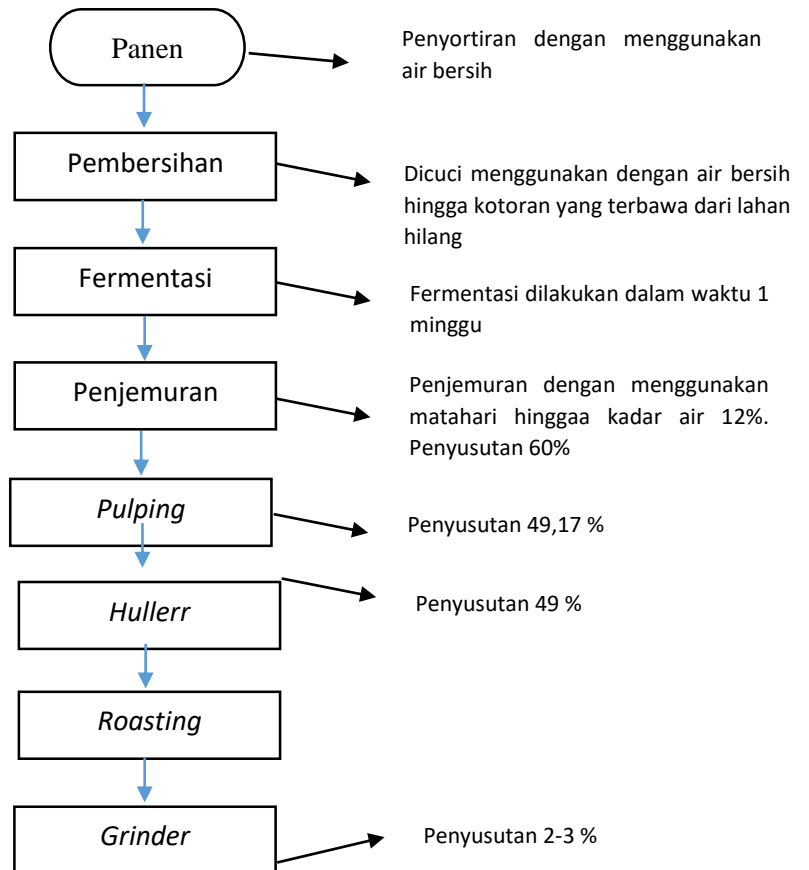 Panen
Penyortiran dengan menggunakan
air bersih
Pembersihan
Dicuci menggunakan dengan air bersih
hingga kotoran yang terbawa dari lahan
hilang
Fermentasi
Fermentasi dilakukan dalam waktu 1
minggu
Penjemuran
Penjemuran dengan menggunakan
matahari hinggaa kadar air 12%.
Penyusutan 60%
Pulping
Penyusutan 49,17 %
Hullerr
Penyusutan 49 %
Roasting
Grinder
Penyusutan 2-3 %